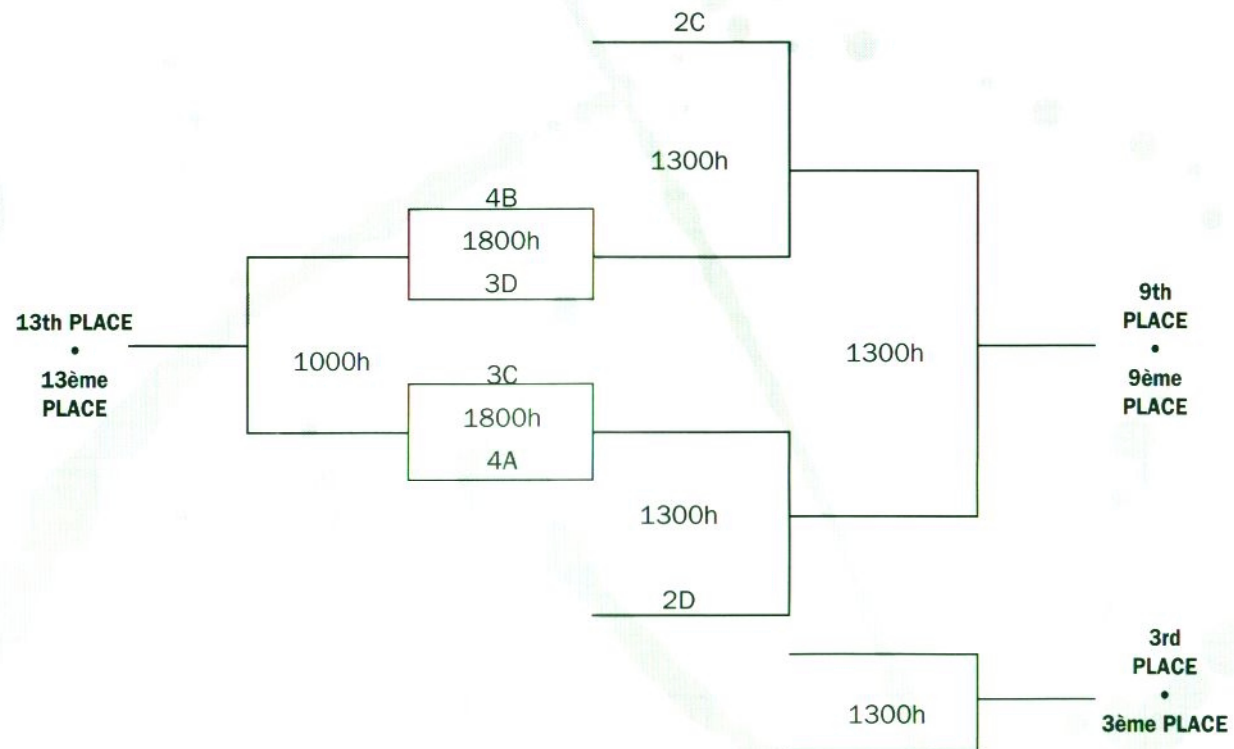 2C
1300h
4B
1800h
3D
13th PLACE
•
13ème
PLACE
1000h
3C
1800h
4A
1300h
2D
1300h
9th
PLACE
•
9ème
PLACE
1300h
3rd
PLACE
•
3ème PLACE